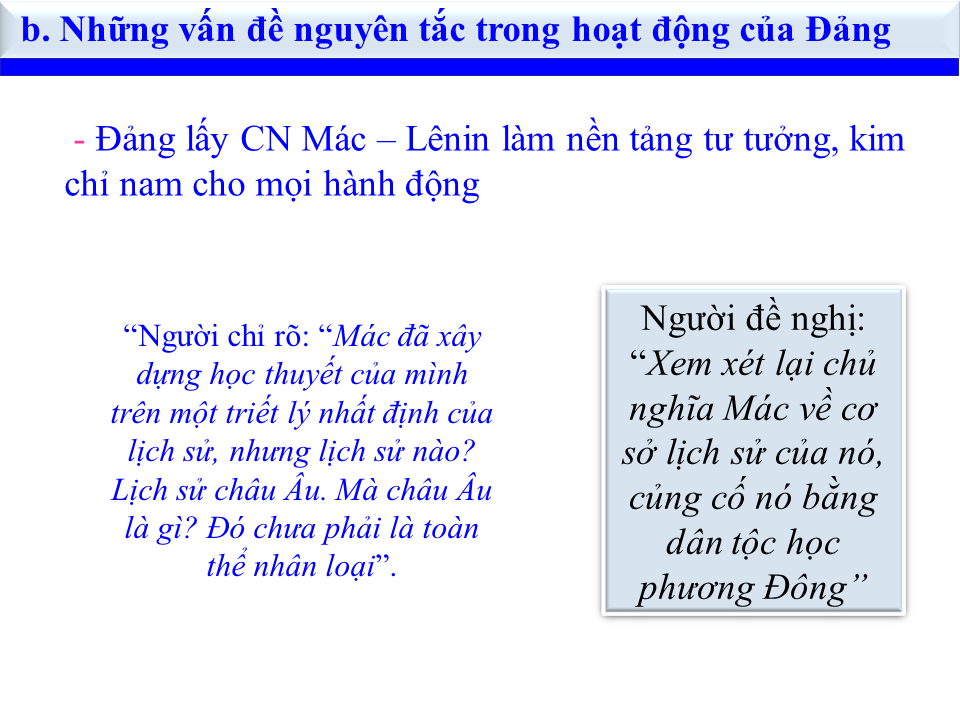 b. Những vấn đề nguyên tắc trong hoạt động của Đảng
- Đảng lấy CN Mác – Lênin làm nền tảng tư tưởng, kim
chỉ nam cho mọi hành động
“Người chỉ rõ: “Mác đã xây
dựng học thuyết của mình
trên một triết lý nhất định của
lịch sử, nhưng lịch sử nào?
Lịch sử châu Âu. Mà châu Âu
là gì? Đó chưa phải là toàn
thể nhân loại”.
Người đề nghị:
“Xem xét lại chủ
nghĩa Mác về cơ
sở lịch sử của nó,
củng cố nó bằng
dân tộc học
phương Đông”